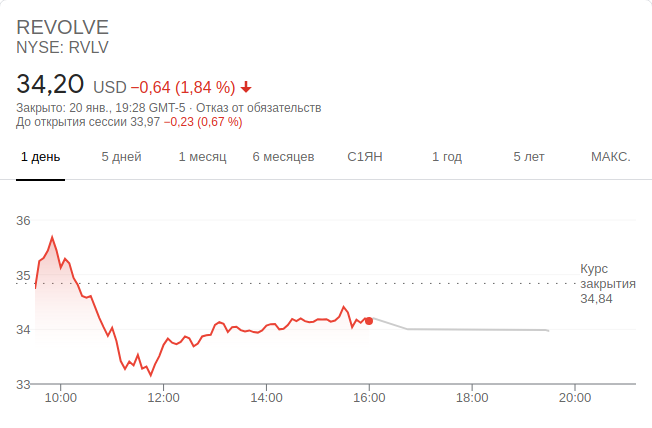 REVOLVE
NYSE: RVLV
34,20 USD −0,64 (1,84 %)
Закрыто: 20 янв., 19:28 GMT-5 · Отказ от обязательств
До открытия сессии 33,97 −0,23 (0,67 %)
1 день 5 дней 1 месяц 6 месяцев С1ЯН 1 год 5 лет МАКС.
36
35
34
33
Курс
закрытия
34,84
10:00 12:00 14:00 16:00 18:00 20:00